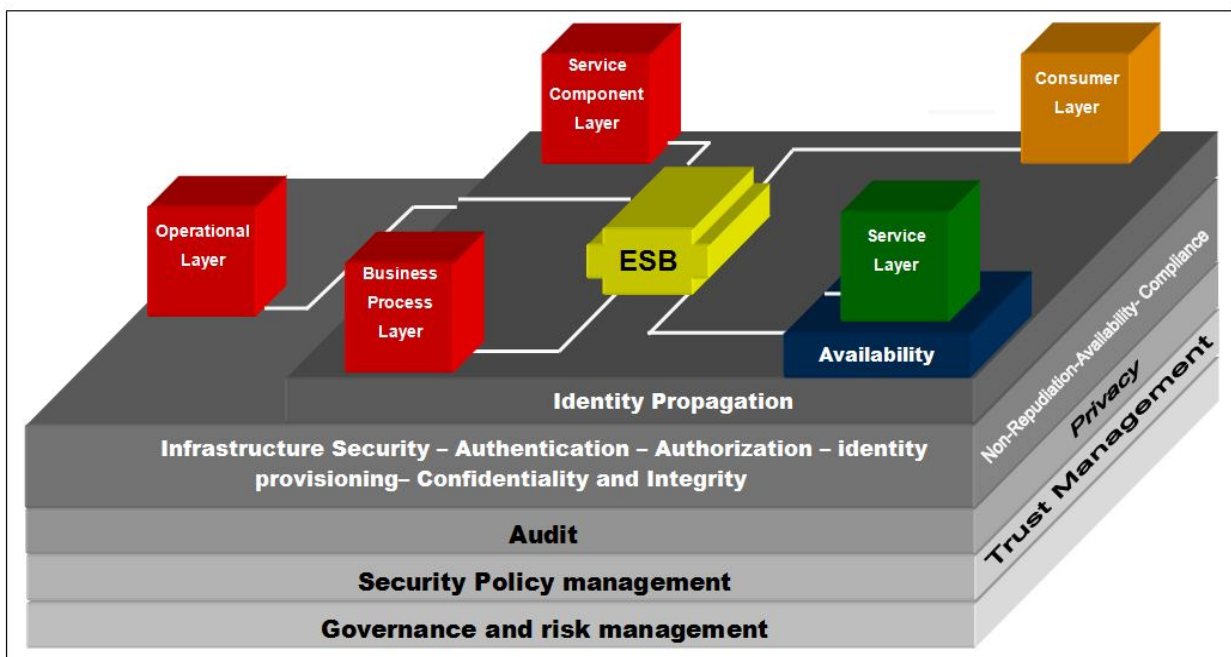 Service
Component
Layer
Consumer
Layer
Operational
Layer
Business
Process
Layer
ESB
Service
Layer
Availability
Identity Propagation
Infrastructure Security – Authentication – Authorization – identity
provisioning– Confidentiality and Integrity
Audit
Security Policy management
Governance and risk management
Non-Repudiation-Availability- Compliance
Privacy
Trust Management